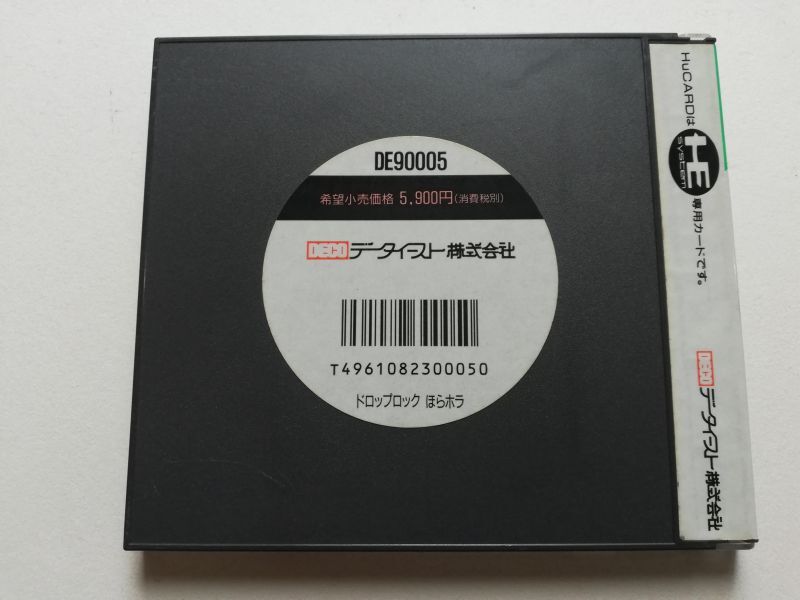 DE90005
希望小売価格 5,900円(消費税別)
DECO データイースト株式会社
T4961082300050
ドロップロック ほらホラ
HuCARDは HE system 専用カードです。
DECO データイースト株式会社